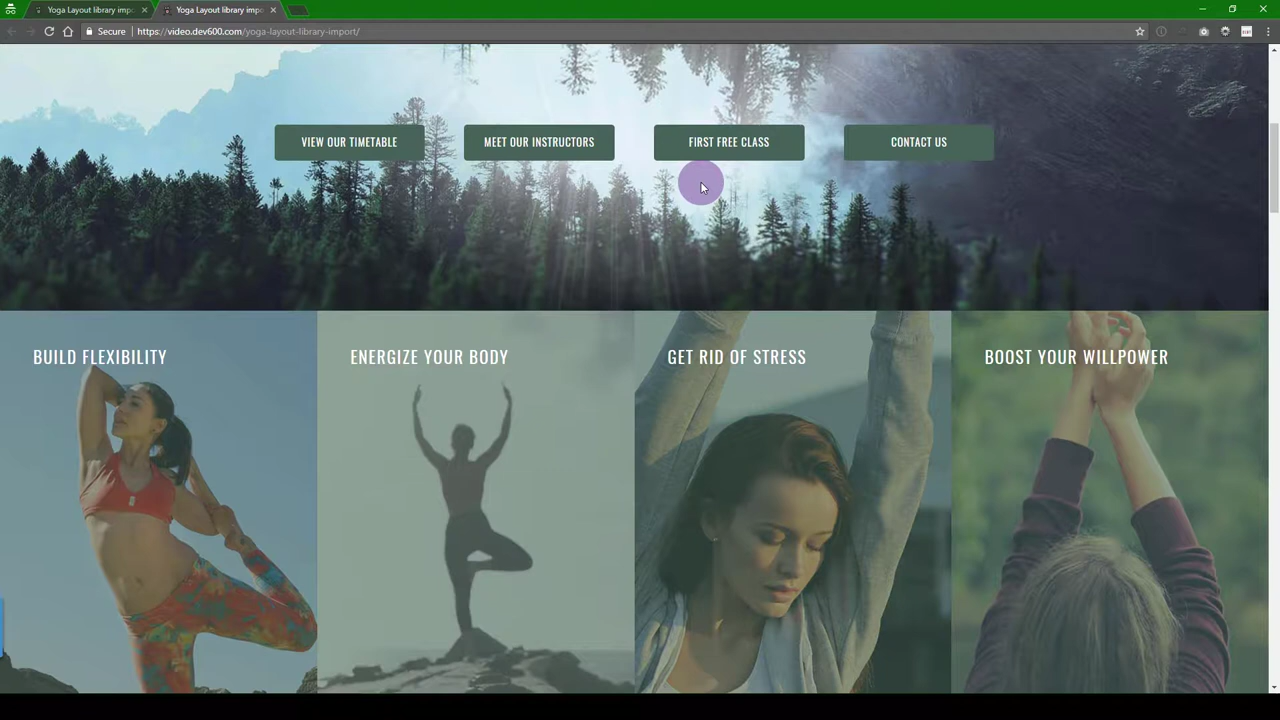 Yoga Layout library impo
Yoga Layout library impo
Secure
https://video.dev600.com/yoga-layout-library-import/
VIEW OUR TIMETABLE
MEET OUR INSTRUCTORS
FIRST FREE CLASS
CONTACT US
BUILD FLEXIBILITY
ENERGIZE YOUR BODY
GET RID OF STRESS
BOOST YOUR WILLPOWER